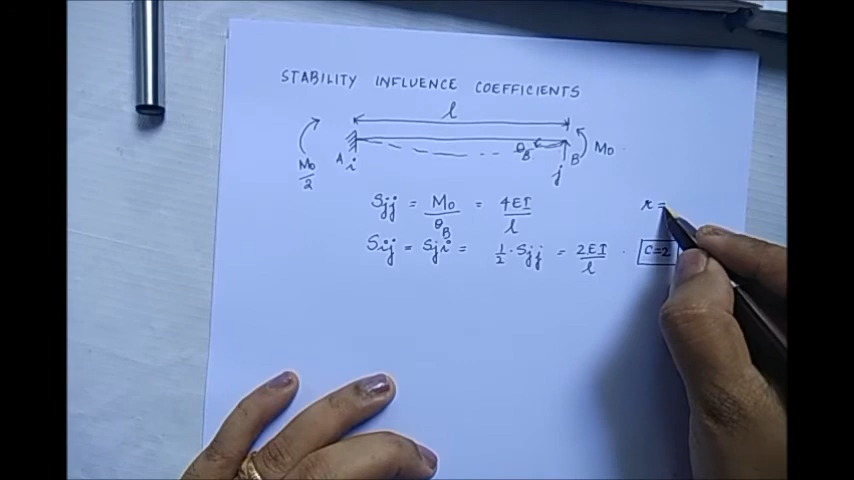 STABILITY INFLUENCE COEFFICIENTS
l
Mo/2 A i θB j B Mo
Sjj = Mo/θB = 4EI/l r =
Sij = Sji = 1/2 · Sjj = 2EI/l · C=2